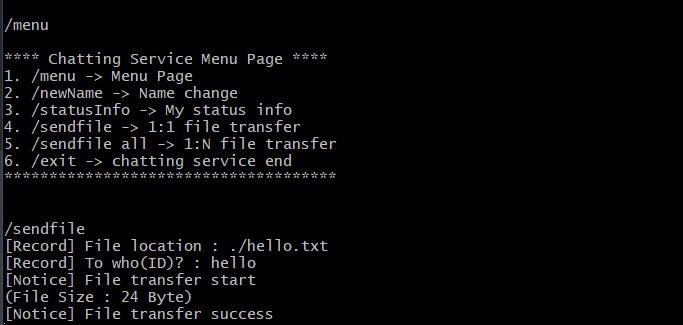 /menu
**** Chatting Service Menu Page ****
1. /menu -> Menu Page
2. /newName -> Name change
3. /statusInfo -> My status info
4. /sendfile -> 1:1 file transfer
5. /sendfile all -> 1:N file transfer
6. /exit -> chatting service end
*************************************
/sendfile
[Record] File location : ./hello.txt
[Record] To who(ID)? : hello
[Notice] File transfer start
(File Size : 24 Byte)
[Notice] File transfer success